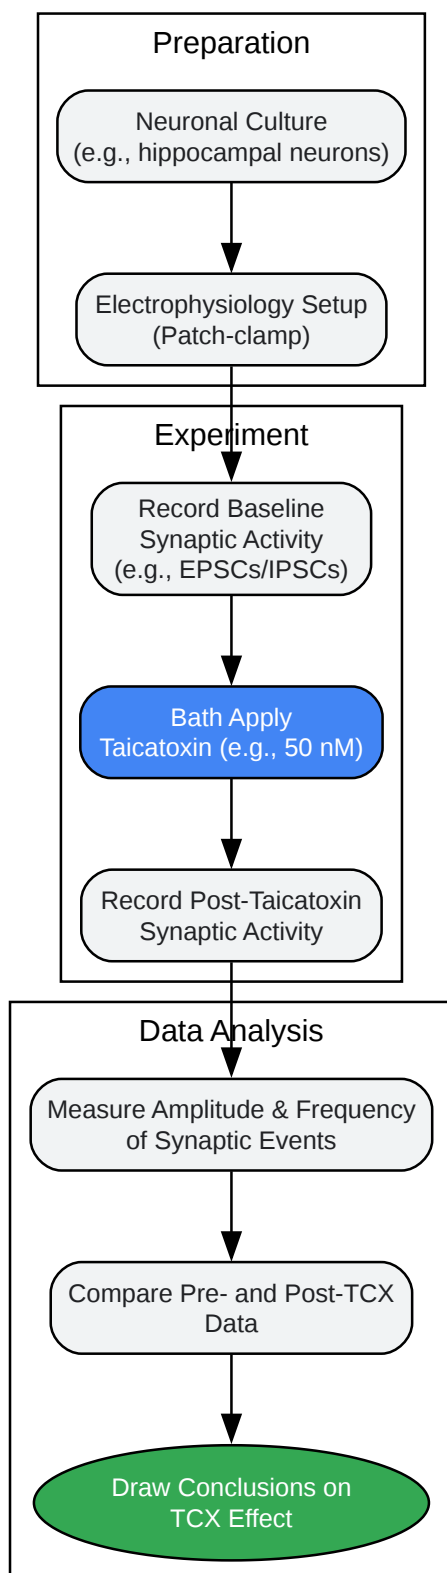 Preparation
Neuronal Culture
(e.g., hippocampal neurons)
Electrophysiology Setup
(Patch-clamp)
Experiment
Record Baseline
Synaptic Activity
(e.g., EPSCs/IPSCs)
Bath Apply
Taicatoxin (e.g., 50 nM)
Record Post-Taicatoxin
Synaptic Activity
Data Analysis
Measure Amplitude & Frequency
of Synaptic Events
Compare Pre- and Post-TCX
Data
Draw Conclusions on
TCX Effect